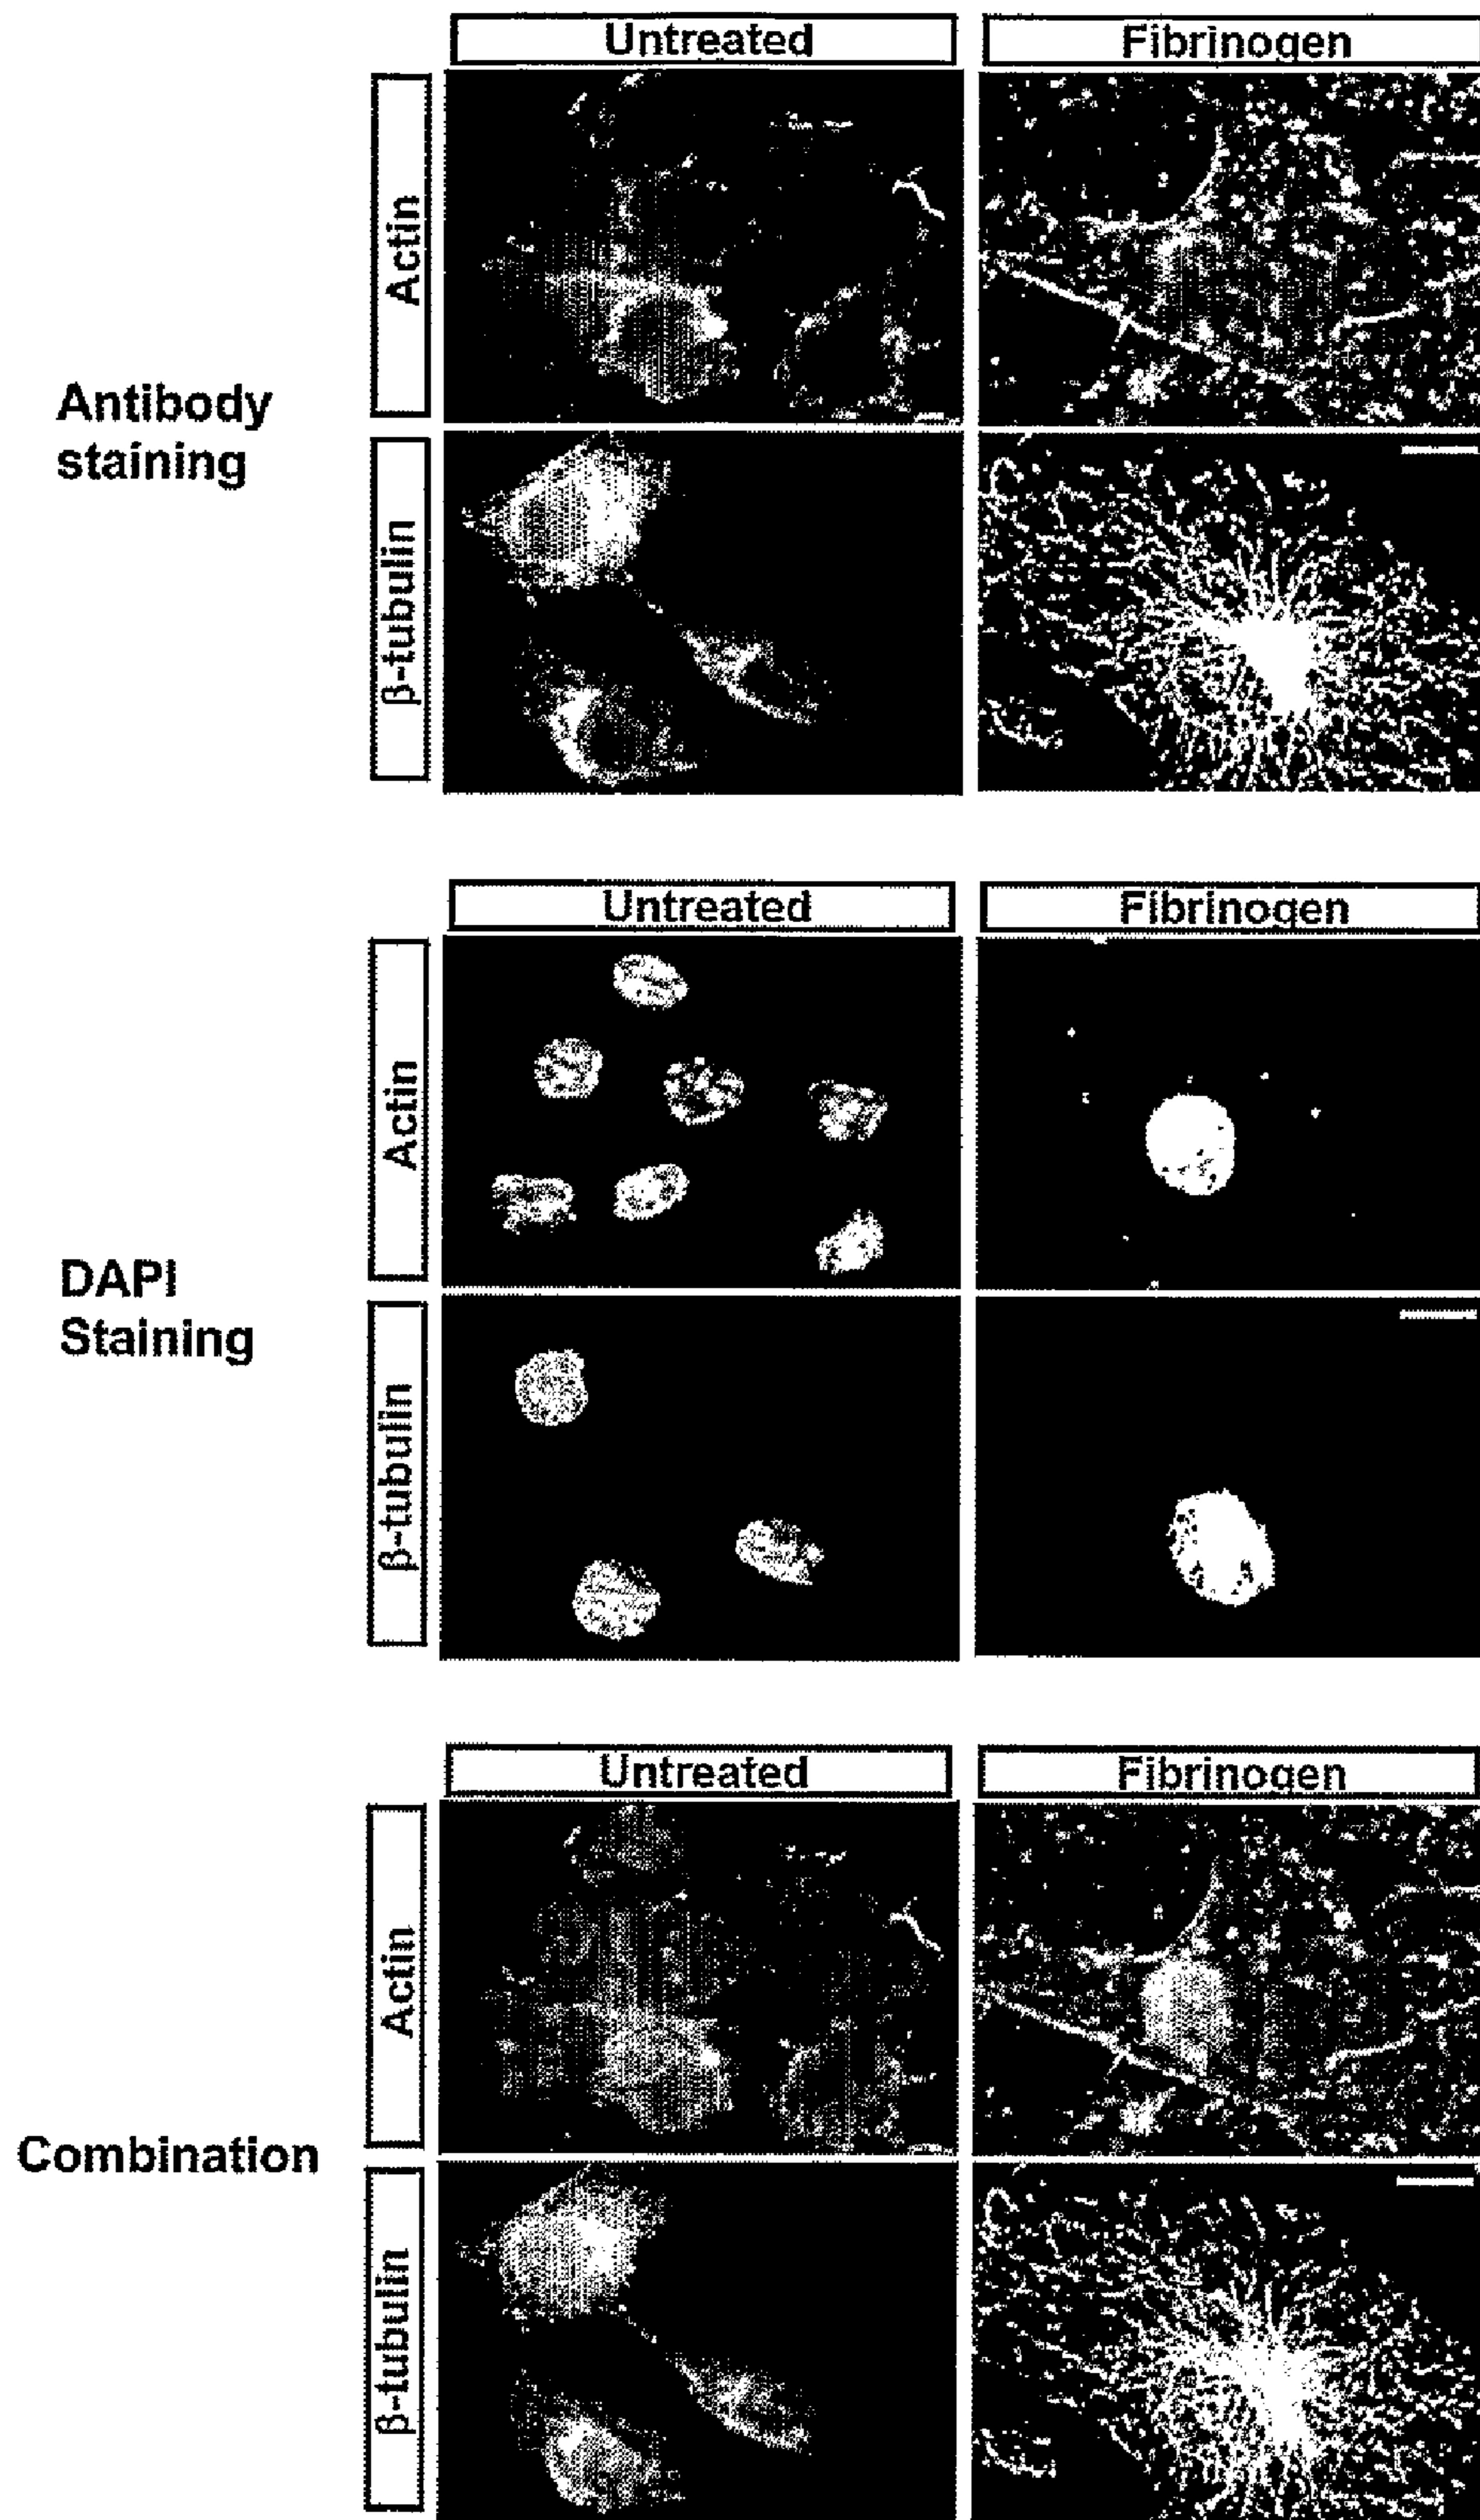 Untreated
Fibrinogen
Actin
Antibody
staining
β-tubulin
Untreated
Fibrinogen
Actin
DAPI
Staining
β-tubulin
Untreated
Fibrinogen
Actin
Combination
β-tubulin